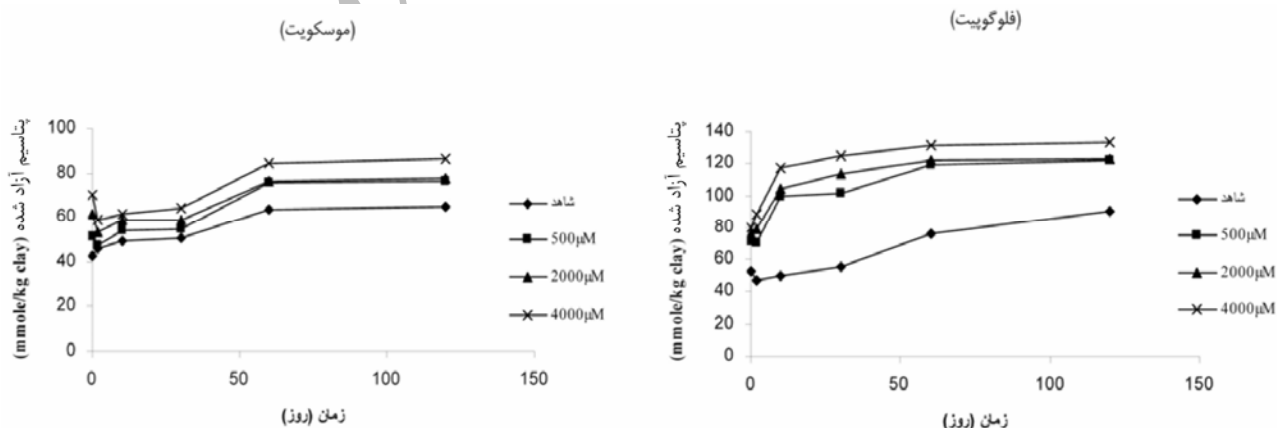 (موسکویت)
پتاسیم آزاد شده (mmole/kg clay)
100
80
60
40
20
0
0 50 100 150
زمان (روز)
شاهد
500μM
2000μM
4000μM
(فلوگوپیت)
پتاسیم آزاد شده (mmole/kg clay)
140
120
100
80
60
40
20
0
0 50 100 150
زمان (روز)
شاهد
500μM
2000μM
4000μM